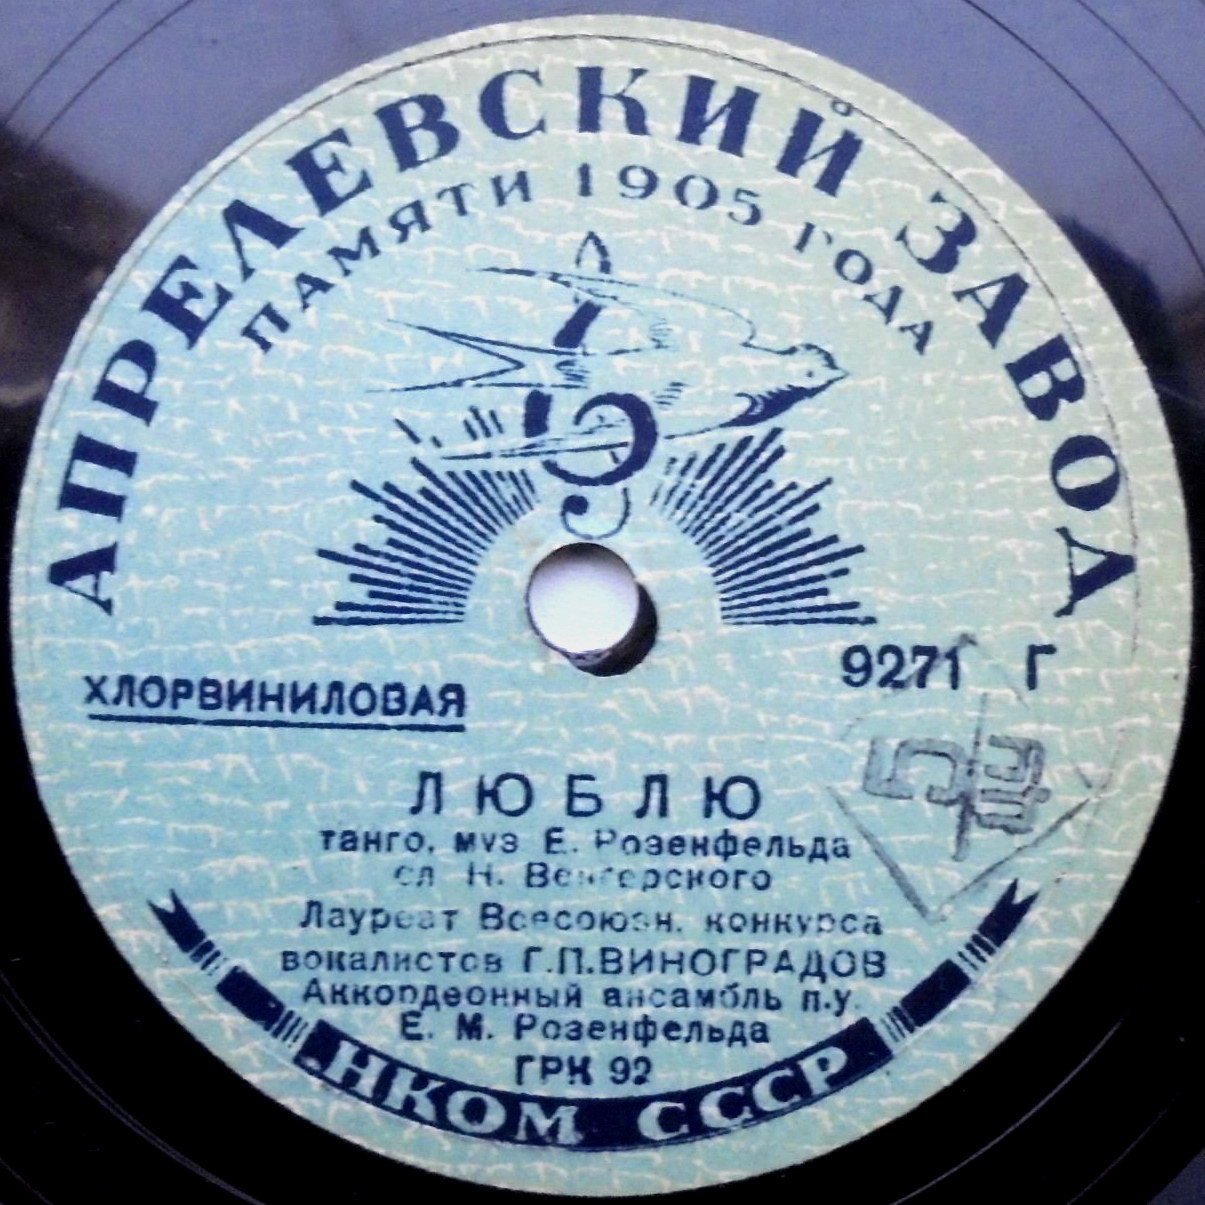 АПРЕЛЕВСКИЙ ЗАВОД
ПАМЯТИ 1905 ГОДА
9271 Г
ХЛОРВИНИЛОВАЯ
ЛЮБЛЮ
танго, муз Е. Розенфельда
сл Н. Венгерского
Лауреат Всесоюзн. конкурса
вокалистов Г.П.ВИНОГРАДОВ
Аккордеонный ансамбль п.у.
Е. М. Розенфельда
ГРК 92
НКОМ СССР